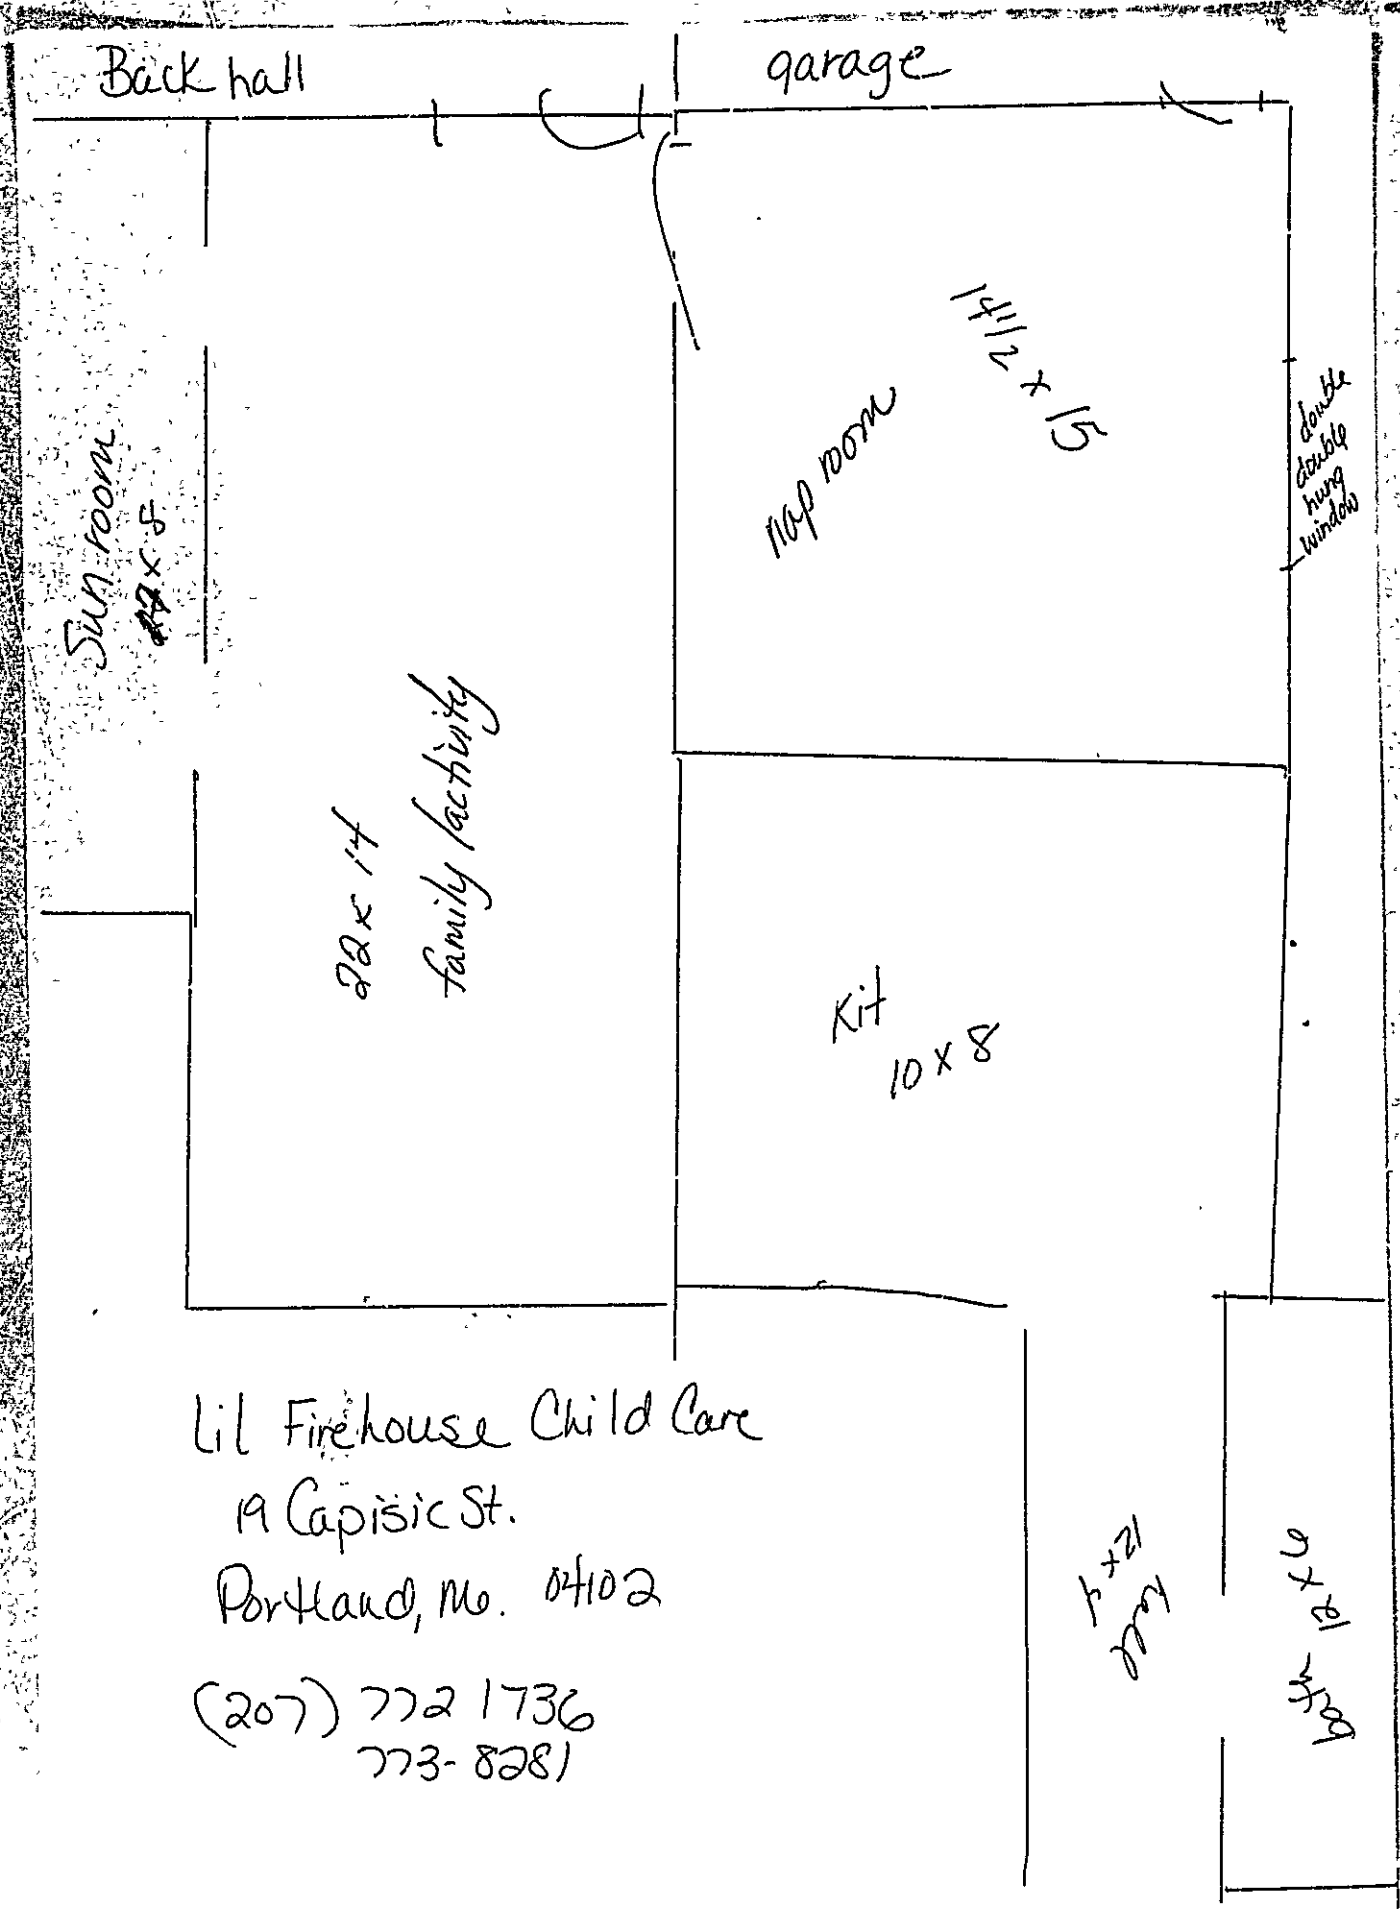 Back hall
garage
14 1/2 x 15
nap room
double
double
hung
window
Sun room
x 8
22 x 14
family / activity
Kit
10 x 8
Lil Firehouse Child Care
19 Capisic St.
Portland, Me. 04102
(207) 772 1736
773-8281
12 x 4
hall
bath 12 x 6